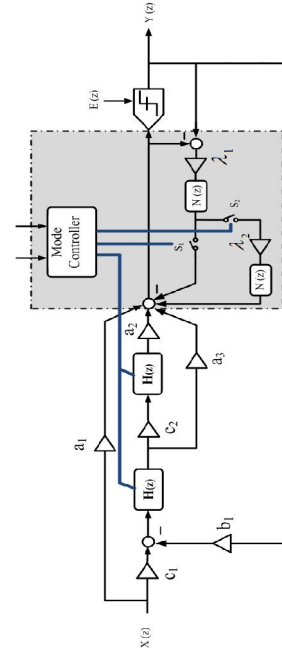 X (z)
c₁
b₁
a₁
H(z)
c₂
H(z)
a₂
a₃
Mode
Controller
S₁
S₂
N (z)
λ₁
N (z)
λ₂
E (z)
Y (z)